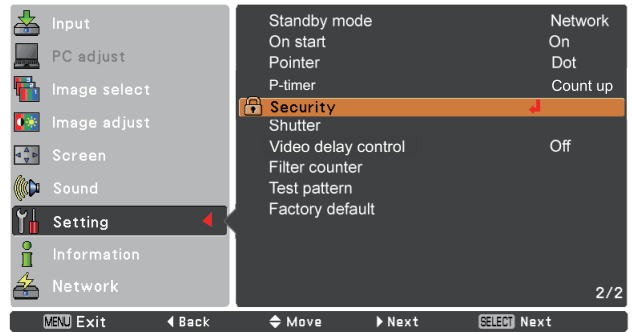 Input
PC adjust
Image select
Image adjust
Screen
Sound
Setting
Information
Network
Standby mode Network
On start On
Pointer Dot
P-timer Count up
Security
Shutter
Video delay control Off
Filter counter
Test pattern
Factory default
2/2
MENU Exit Back Move Next SELECT Next